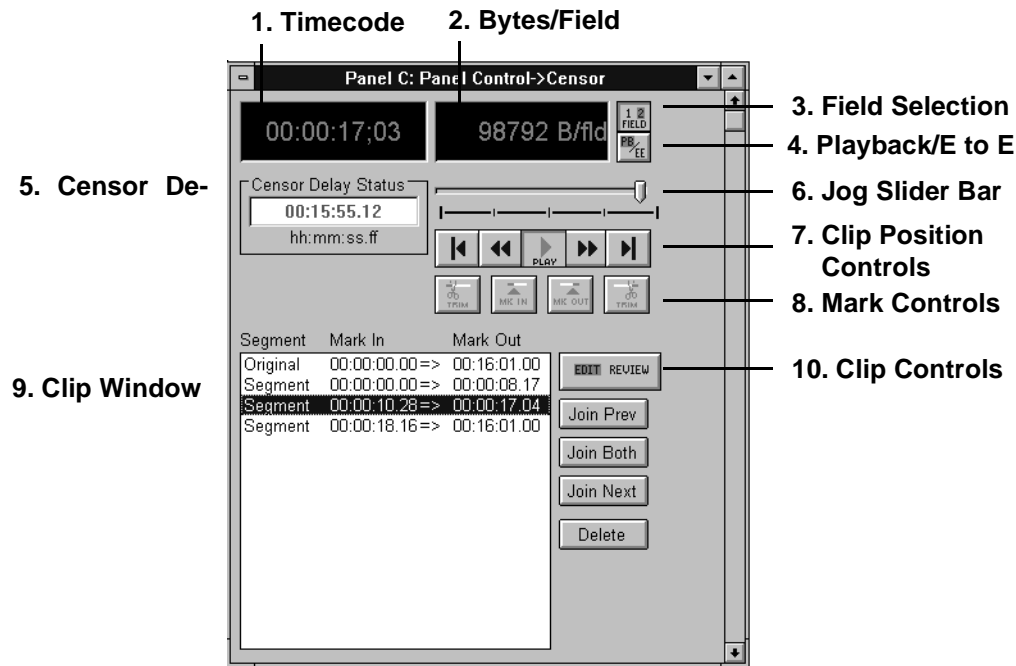 1. Timecode
2. Bytes/Field
Panel C: Panel Control->Censor
00:00:17;03
98792 B/fld
1 2
FIELD
PB/EE
3. Field Selection
4. Playback/E to E
5. Censor De-
Censor Delay Status
00:15:55.12
hh:mm:ss.ff
6. Jog Slider Bar
PLAY
7. Clip Position
Controls
TRIM
MK IN
MK OUT
TRIM
8. Mark Controls
Segment Mark In Mark Out
Original 00:00:00.00=> 00:16:01.00
Segment 00:00:00.00=> 00:00:08.17
Segment 00:00:10.28=> 00:00:17.04
Segment 00:00:18.16=> 00:16:01.00
9. Clip Window
EDIT REVIEW
10. Clip Controls
Join Prev
Join Both
Join Next
Delete